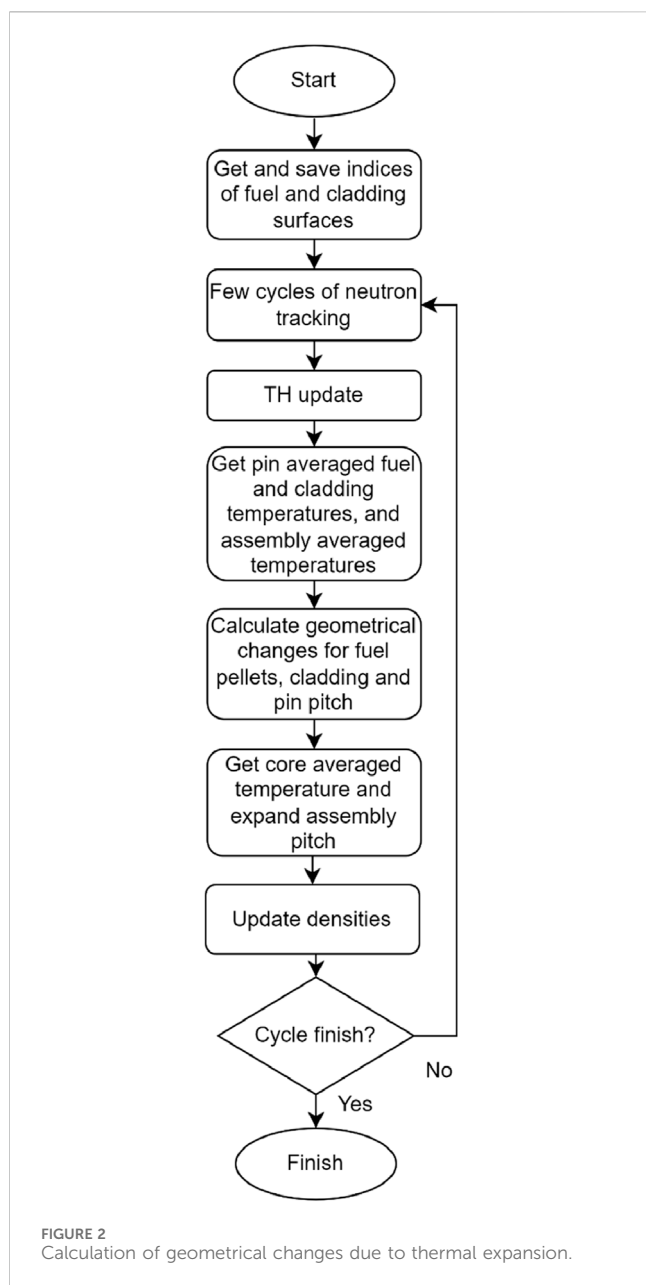 Start
Get and save indices
of fuel and cladding
surfaces
Few cycles of neutron
tracking
TH update
Get pin averaged fuel
and cladding
temperatures, and
assembly averaged
temperatures
Calculate geometrical
changes for fuel
pellets, cladding and
pin pitch
Get core averaged
temperature and
expand assembly
pitch
Update densities
Cycle finish?
No
Yes
Finish
FIGURE 2
Calculation of geometrical changes due to thermal expansion.